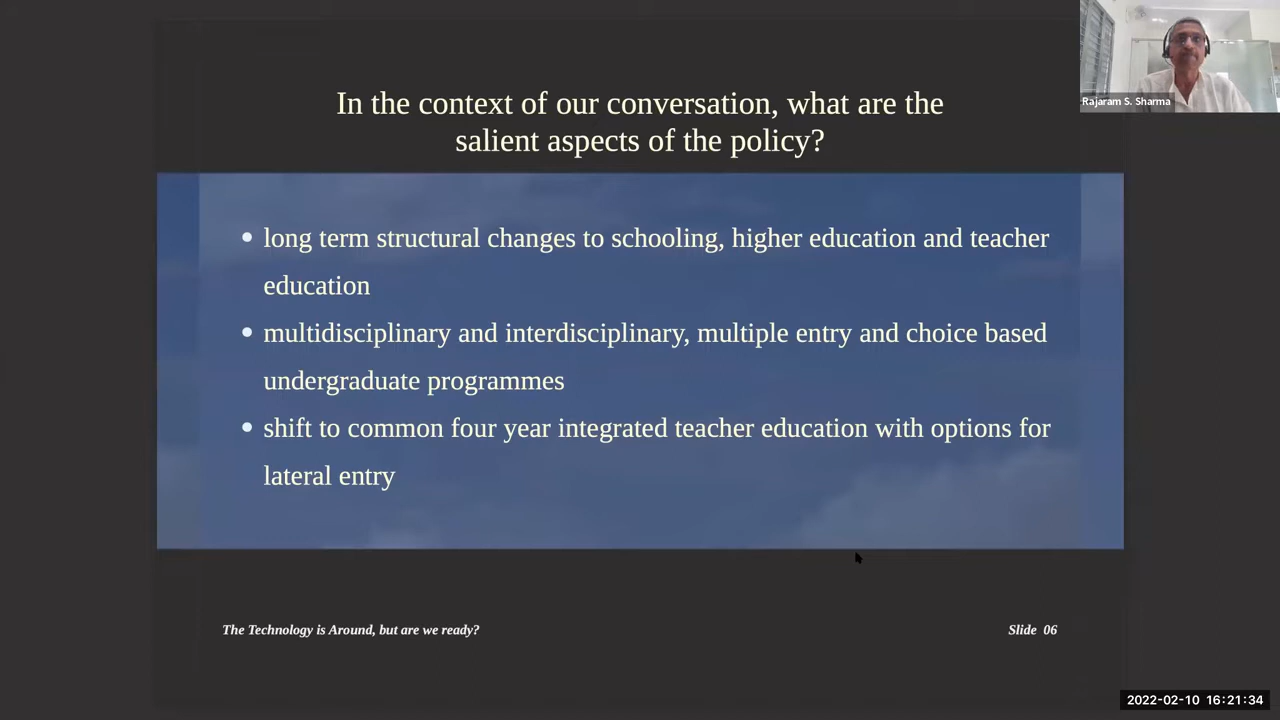 Rajaram S. Sharma
In the context of our conversation, what are the
salient aspects of the policy?
• long term structural changes to schooling, higher education and teacher
education
• multidisciplinary and interdisciplinary, multiple entry and choice based
undergraduate programmes
• shift to common four year integrated teacher education with options for
lateral entry
The Technology is Around, but are we ready?
Slide 06
2022-02-10 16:21:34